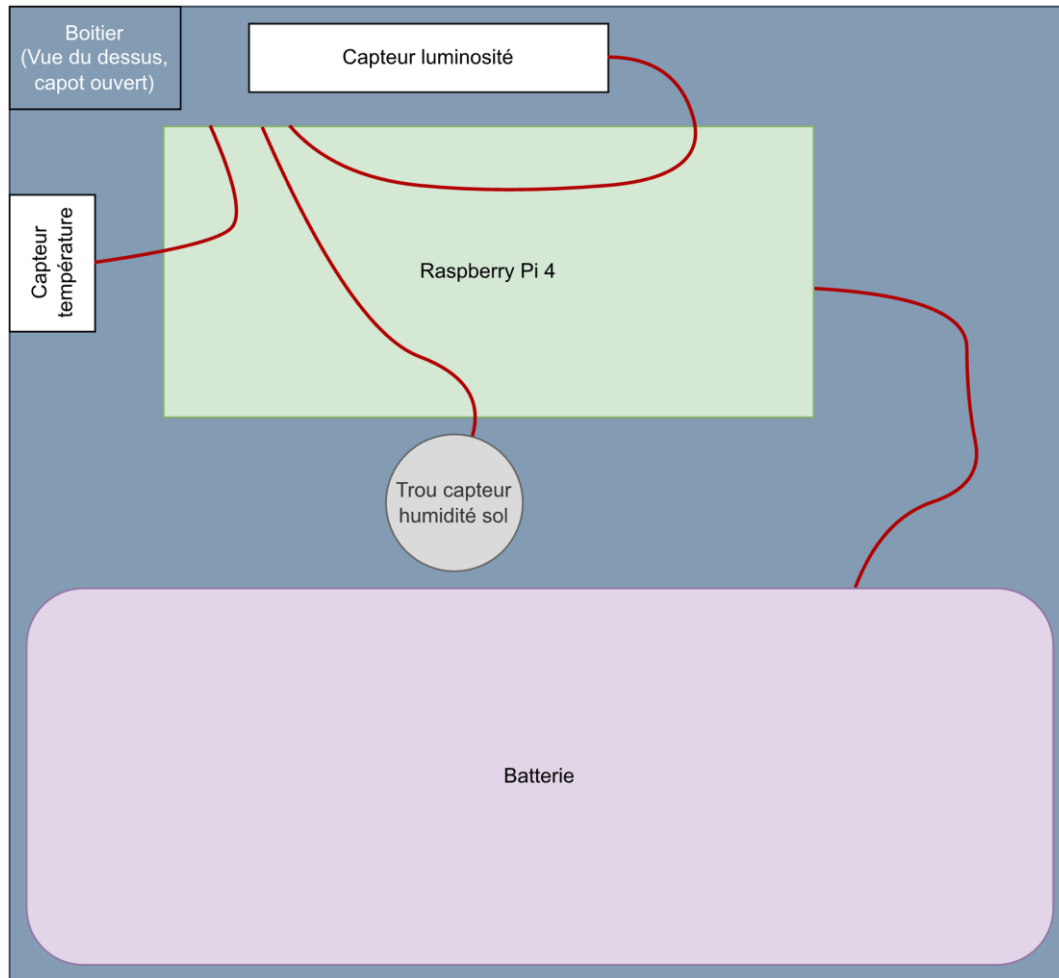 Boitier
(Vue du dessus,
capot ouvert)
Capteur luminosité
Capteur
température
Raspberry Pi 4
Trou capteur
humidité sol
Batterie